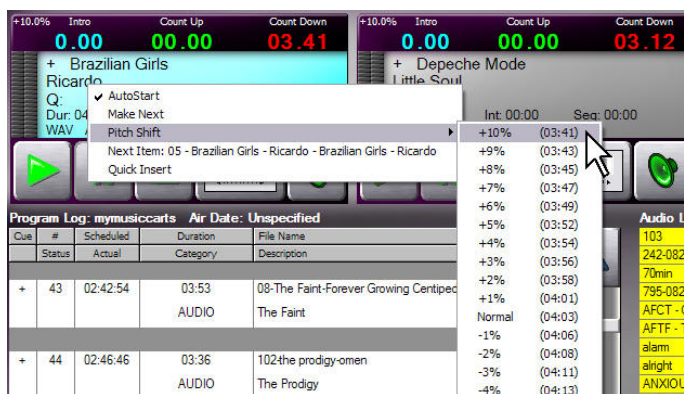 +10.0% Intro Count Up Count Down
0.00 00.00 03.41
+ Brazilian Girls
Ricardo
Q:
Dur: 04
WAV
+10.0% Intro Count Up Count Down
0.00 00.00 03.12
+ Depeche Mode
Little Soul
Int: 00:00 Seg: 00:00
AutoStart
Make Next
Pitch Shift
Next Item: 05 - Brazilian Girls - Ricardo - Brazilian Girls - Ricardo
Quick Insert
+10% (03:41)
+9% (03:43)
+8% (03:45)
+7% (03:47)
+6% (03:49)
+5% (03:52)
+4% (03:54)
+3% (03:56)
+2% (03:58)
+1% (04:01)
Normal (04:03)
-1% (04:06)
-2% (04:08)
-3% (04:11)
-4% (04:13)
Program Log: mymusiccarts Air Date: Unspecified
Cue # Scheduled Duration File Name
Status Actual Category Description
+ 43 02:42:54 03:53 08-The Faint-Forever Growing Centiped
AUDIO The Faint
+ 44 02:46:46 03:36 102-the prodigy-omen
AUDIO The Prodigy
Audio L
103
242-082
70min
795-082
AFCT - 
AFTF - 
alarm
alright
ANXIOU